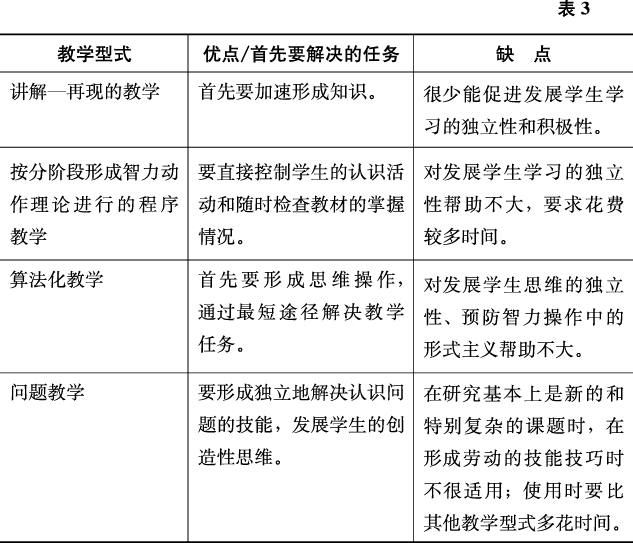 表 3
教学型式 优点/首先要解决的任务 缺 点
讲解—再现的教学
首先要加速形成知识。
很少能促进发展学生学
习的独立性和积极性。
按分阶段形成智力动
作理论进行的程序
教学
要直接控制学生的认识活
动和随时检查教材的掌握
情况。
对发展学生学习的独立
性帮助不大，要求花费
较多时间。
算法化教学
首先要形成思维操作，
通过最短途径解决教学
任务。
对发展学生思维的独立
性、预防智力操作中的
形式主义帮助不大。
问题教学
要形成独立地解决认识问
题的技能，发展学生的创
造性思维。
在研究基本上是新的和
特别复杂的课题时，在
形成劳动的技能技巧时
不很适用；使用时要比
其他教学型式多花时间。